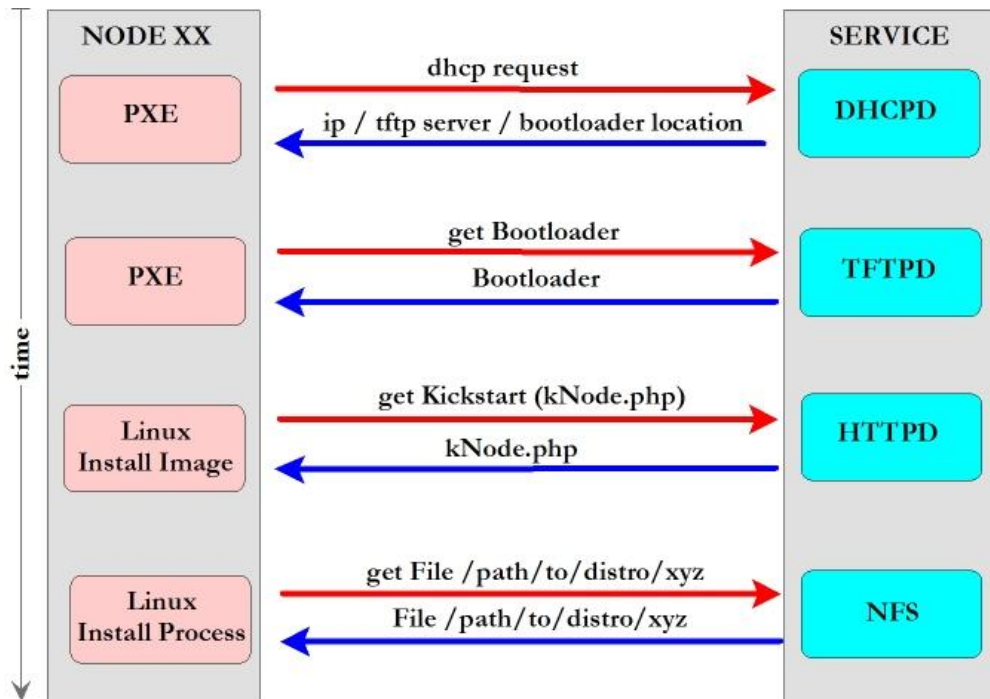 NODE XX
SERVICE
dhcp request
PXE
DHCPD
ip / tftp server / bootloader location
get Bootloader
PXE
TFTPD
Bootloader
time
get Kickstart (kNode.php)
Linux
Install Image
HTTPD
kNode.php
get File /path/to/distro/xyz
Linux
Install Process
NFS
File /path/to/distro/xyz